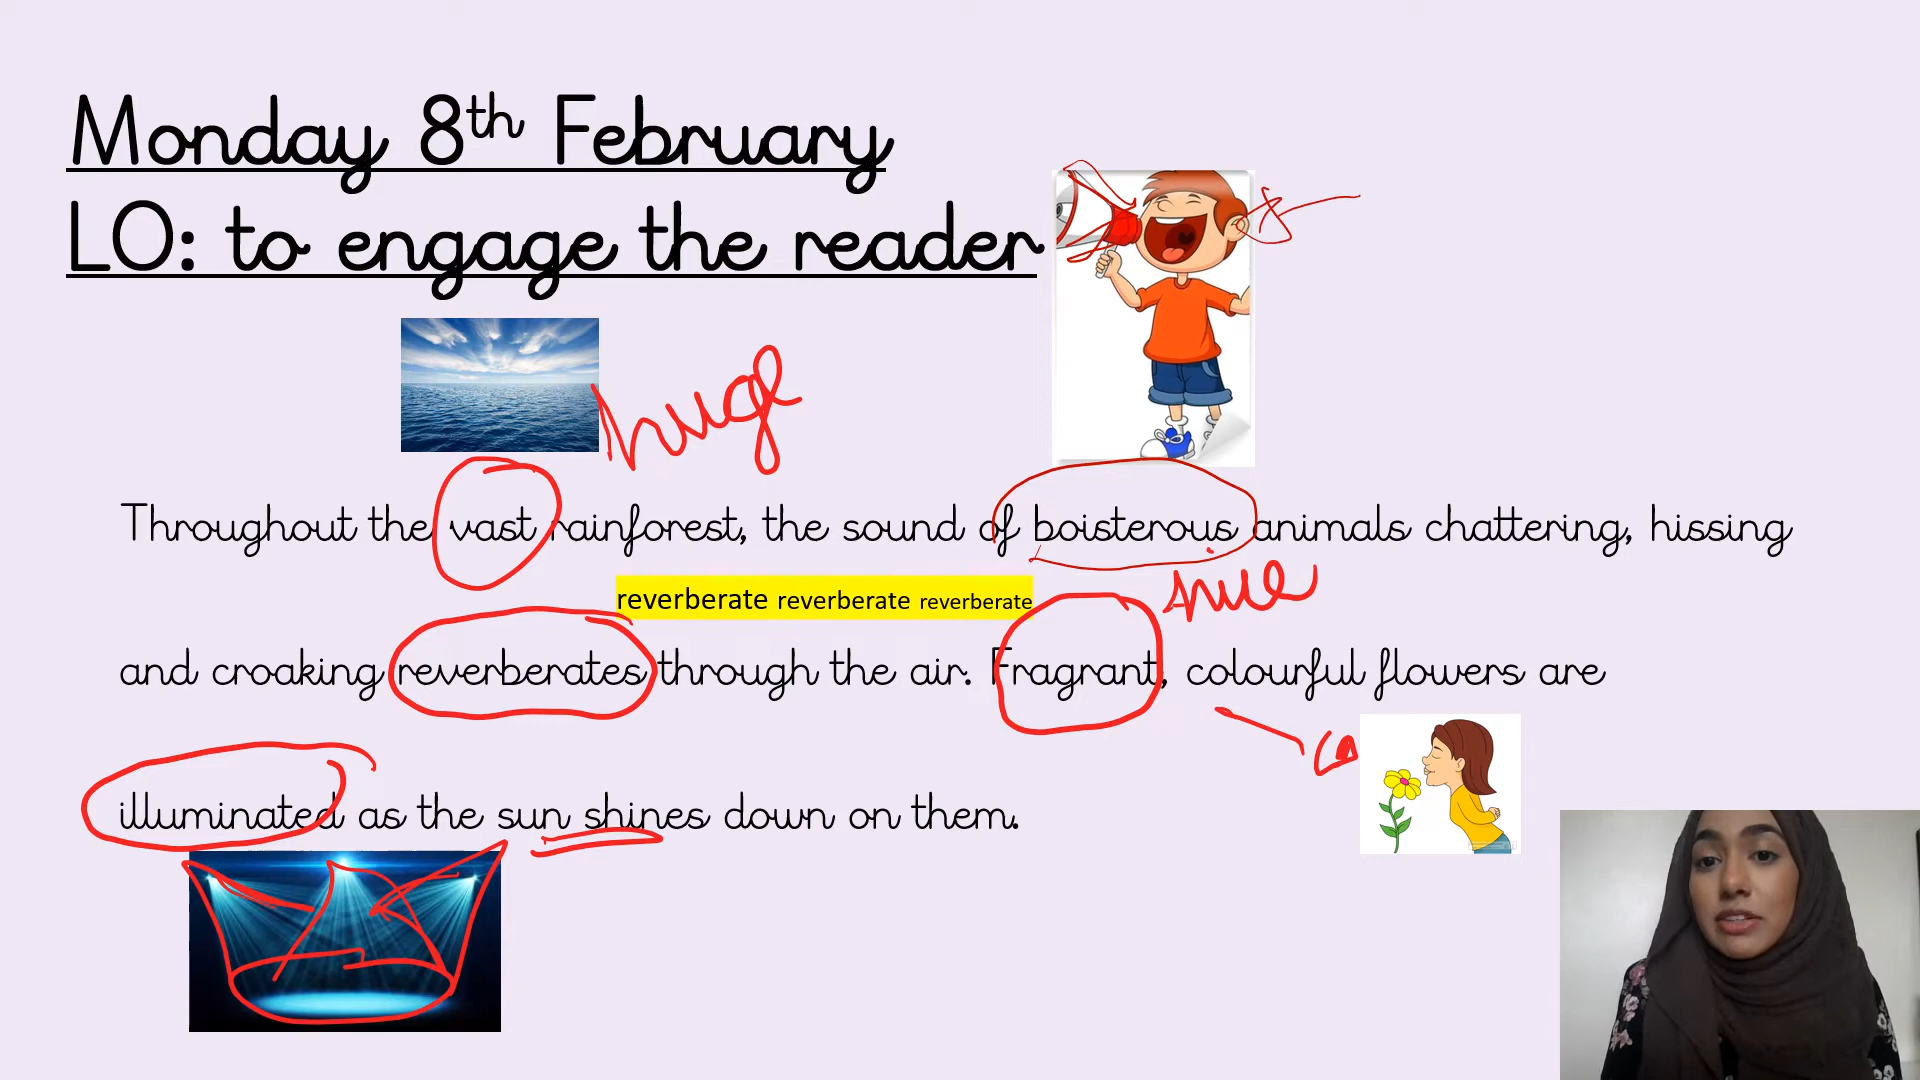 Monday 8th February
LO: to engage the reader
huge
Throughout the vast rainforest, the sound of boisterous animals chattering, hissing
reverberate reverberate reverberate
and croaking reverberates through the air. Fragrant, colourful flowers are
illuminated as the sun shines down on them.